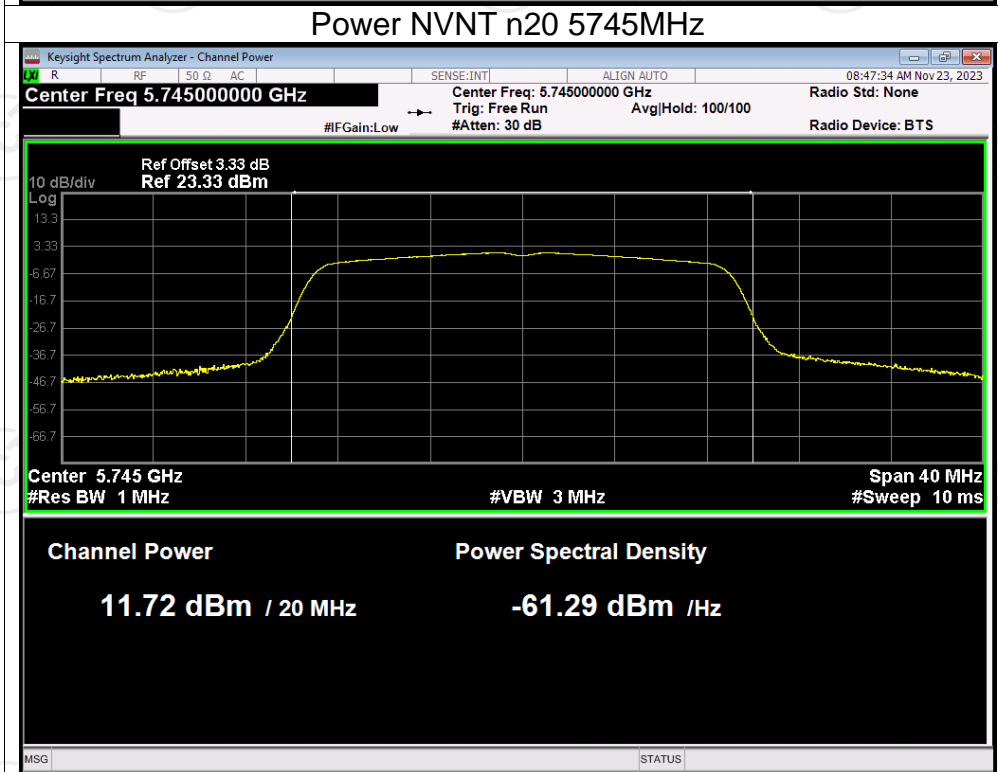 Power NVNT n20 5745MHz
Keysight Spectrum Analyzer - Channel Power
LXI R RF 50 Ω AC SENSE:INT ALIGN AUTO 08:47:34 AM Nov 23, 2023
Center Freq 5.745000000 GHz Center Freq: 5.745000000 GHz Radio Std: None
Trig: Free Run Avg|Hold: 100/100
#IFGain:Low #Atten: 30 dB Radio Device: BTS
Ref Offset 3.33 dB
10 dB/div Ref 23.33 dBm
Log
13.3
3.33
-6.67
-16.7
-26.7
-36.7
-46.7
-56.7
-66.7
Center 5.745 GHz Span 40 MHz
#Res BW 1 MHz #VBW 3 MHz #Sweep 10 ms
Channel Power Power Spectral Density
11.72 dBm / 20 MHz -61.29 dBm /Hz
MSG STATUS